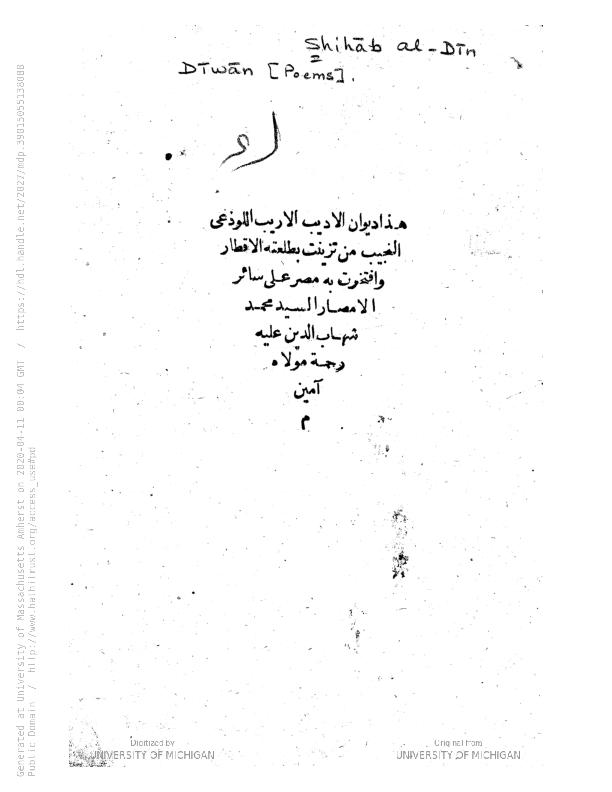 Shihāb al-Dīn
Dīwān [Poems].
هذا ديوان الاديب الاريب اللوذعى
النجيب من تزينت بطلعته الاقطار
وافتخرت به مصر على سائر
الامصار السيد محمد
شهاب الدين عليه
رحمة مولاه
آمين
م
Digitized by
UNIVERSITY OF MICHIGAN
Original from
UNIVERSITY OF MICHIGAN
Generated at University of Massachusetts Amherst on 2020-04-11 00:04 GMT / https://hdl.handle.net/2027/mdp.39015055138088
Public Domain / http://www.hathitrust.org/access_use#pd